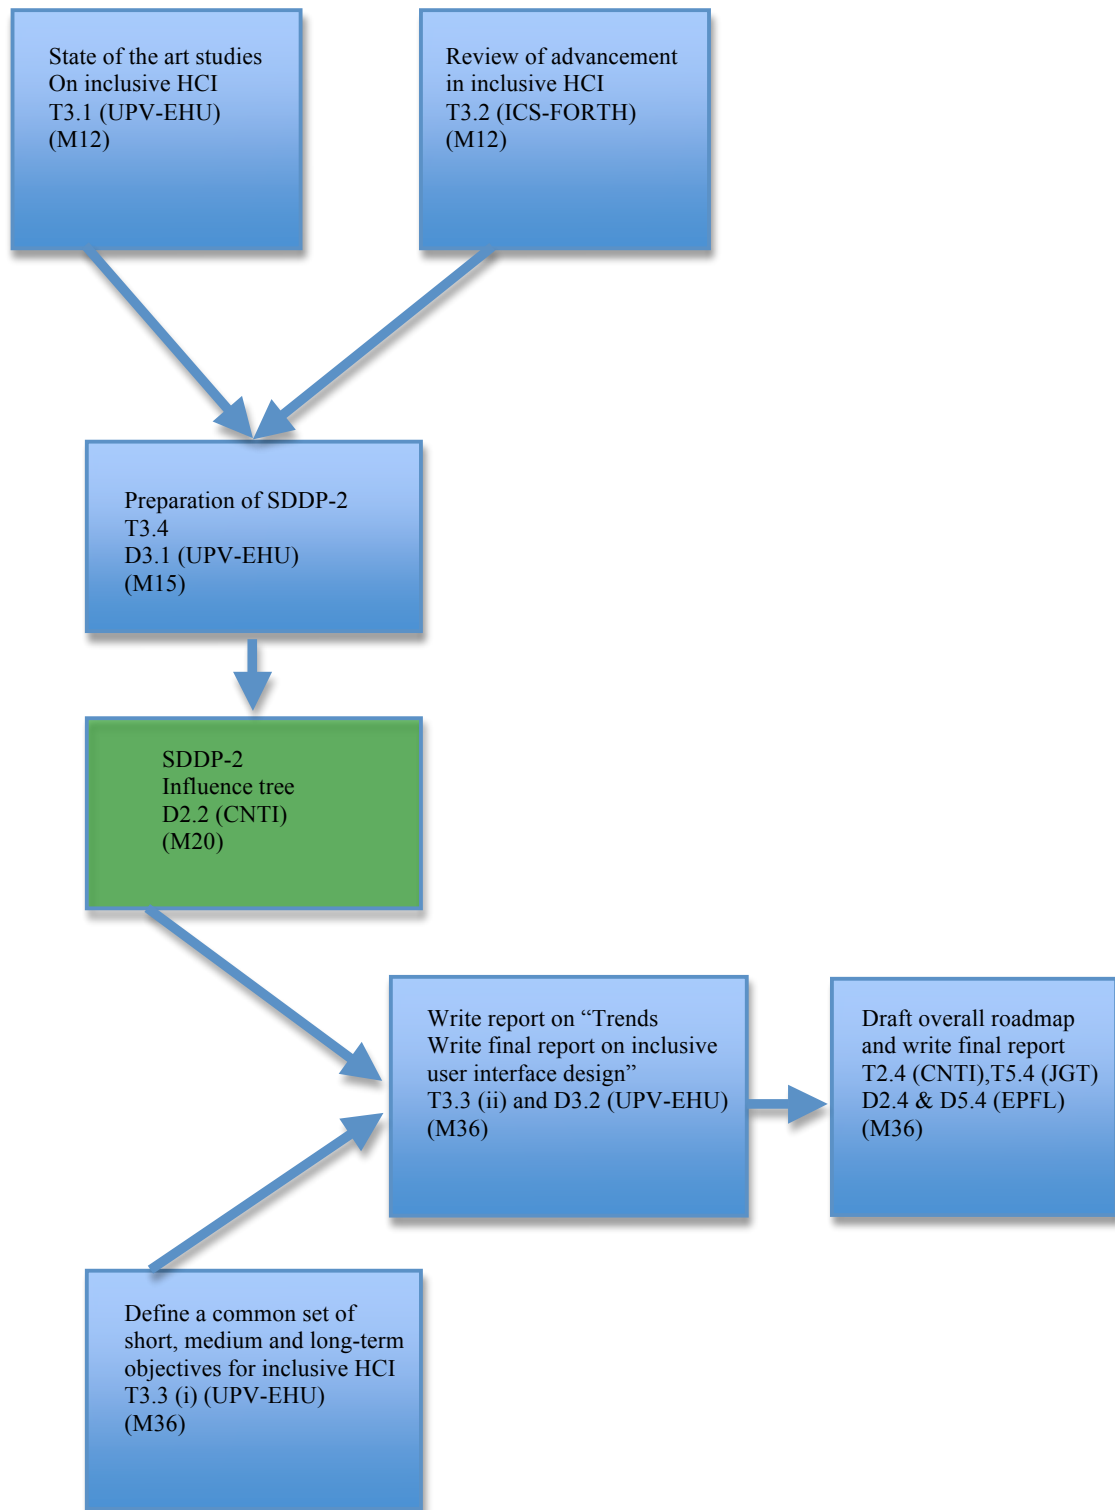 State of the art studies
On inclusive HCI
T3.1 (UPV-EHU)
(M12)
Review of advancement
in inclusive HCI
T3.2 (ICS-FORTH)
(M12)
Preparation of SDDP-2
T3.4
D3.1 (UPV-EHU)
(M15)
SDDP-2
Influence tree
D2.2 (CNTI)
(M20)
Write report on “Trends
Write final report on inclusive
user interface design”
T3.3 (ii) and D3.2 (UPV-EHU)
(M36)
Draft overall roadmap
and write final report
T2.4 (CNTI),T5.4 (JGT)
D2.4 & D5.4 (EPFL)
(M36)
Define a common set of
short, medium and long-term
objectives for inclusive HCI
T3.3 (i) (UPV-EHU)
(M36)